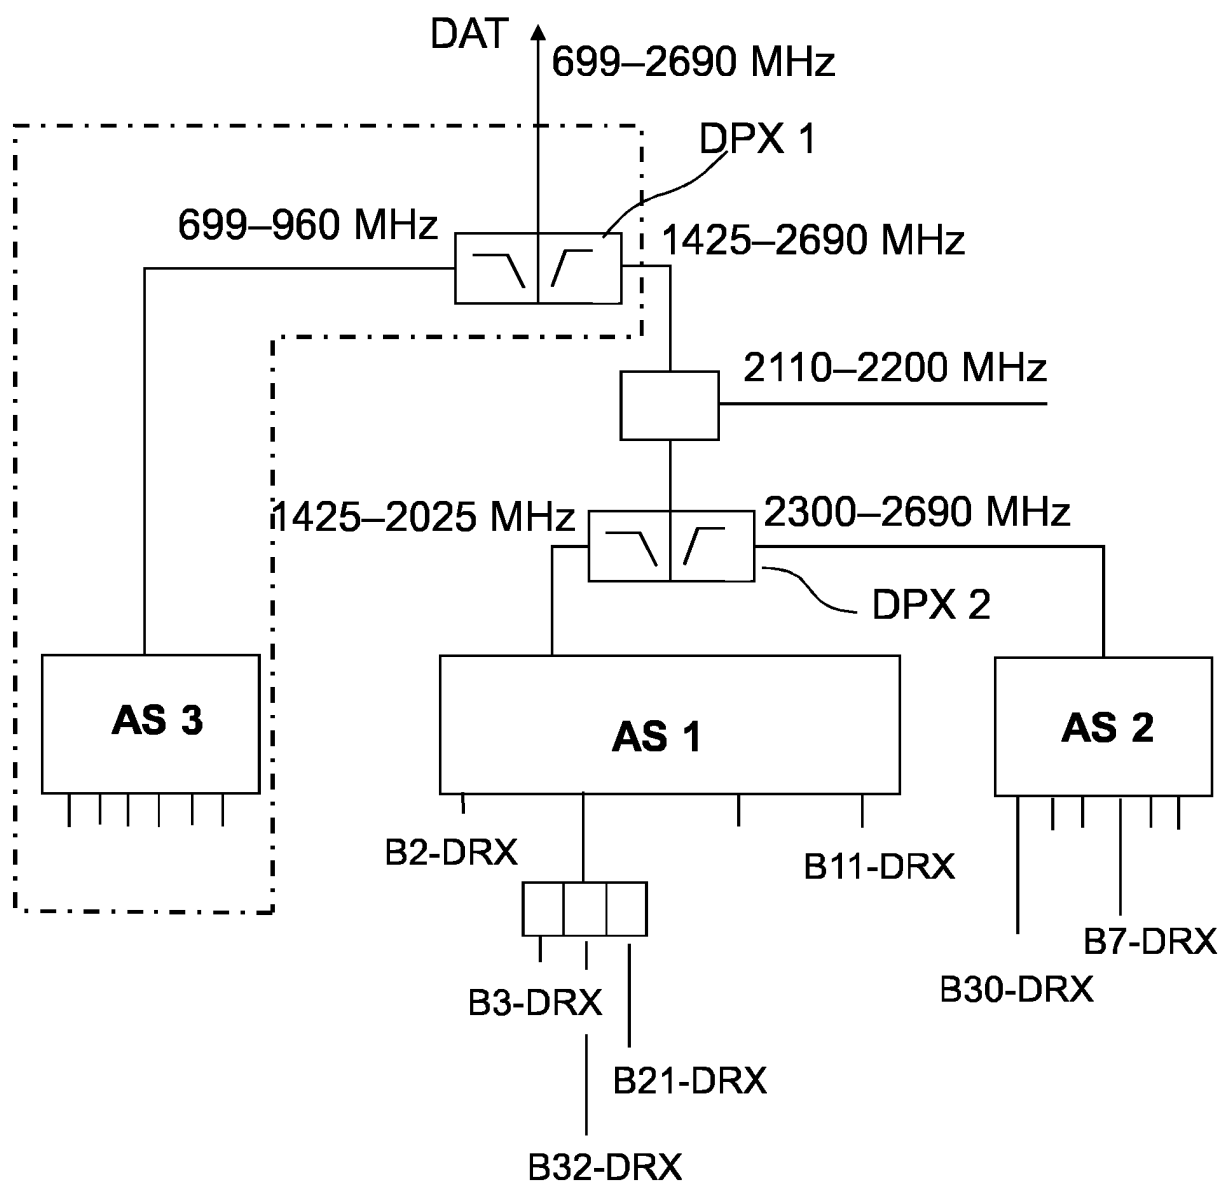 DAT
699–2690 MHz
DPX 1
699–960 MHz
1425–2690 MHz
2110–2200 MHz
1425–2025 MHz
2300–2690 MHz
DPX 2
AS 3
AS 1
AS 2
B2-DRX
B11-DRX
B7-DRX
B30-DRX
B3-DRX
B21-DRX
B32-DRX